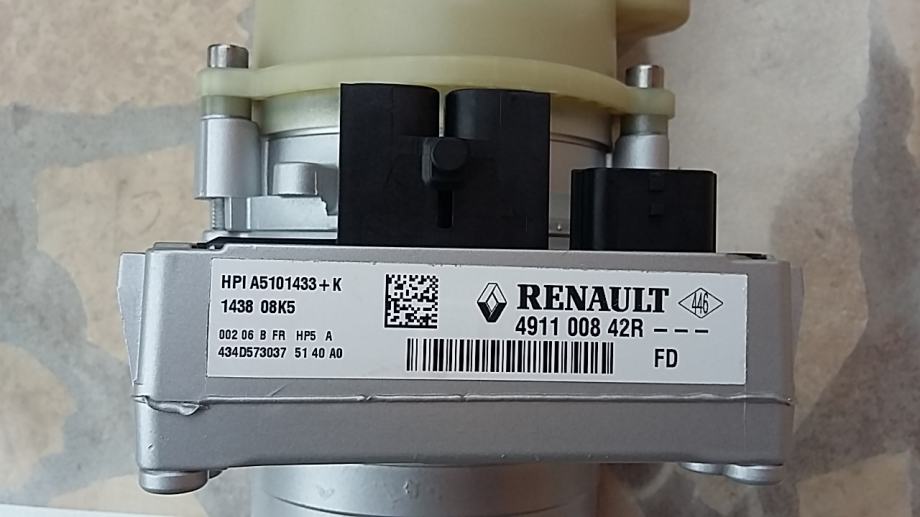 HPI A5101433+K
1438 08K5
002 06 B FR HP5 A
434D573037 51 40 A0
RENAULT
446
4911 008 42R ---
FD